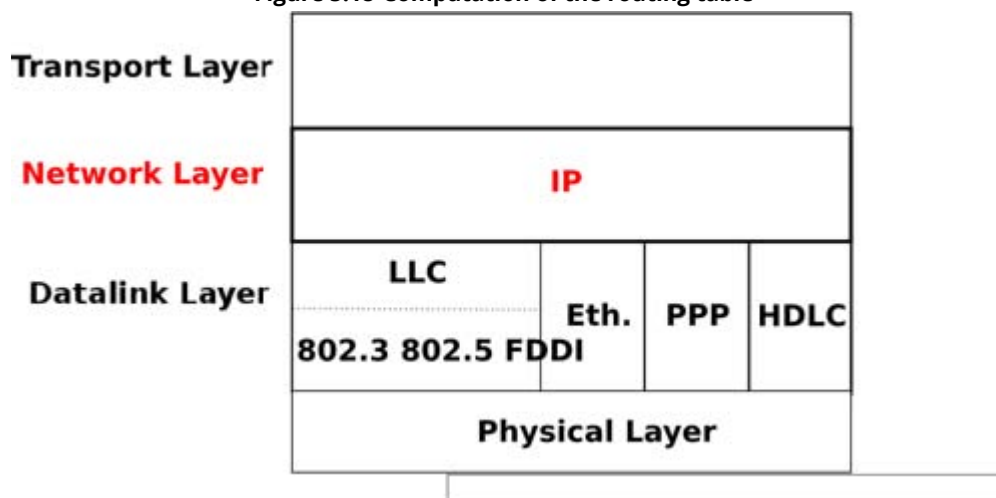 Transport Layer
Network Layer
IP
Datalink Layer
LLC
802.3 802.5 FDDI
Eth.
PPP
HDLC
Physical Layer